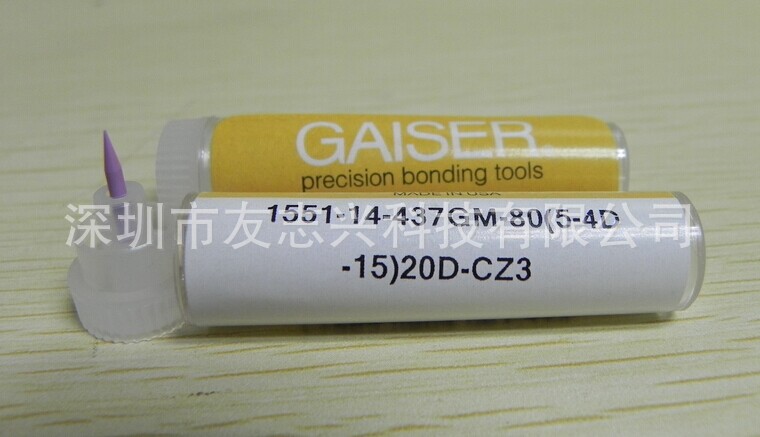 GAISER
precision bonding tools
MADE IN USA
深圳市友志兴科技有限公司
1551-14-437GM-80(5-4D
-15)20D-CZ3